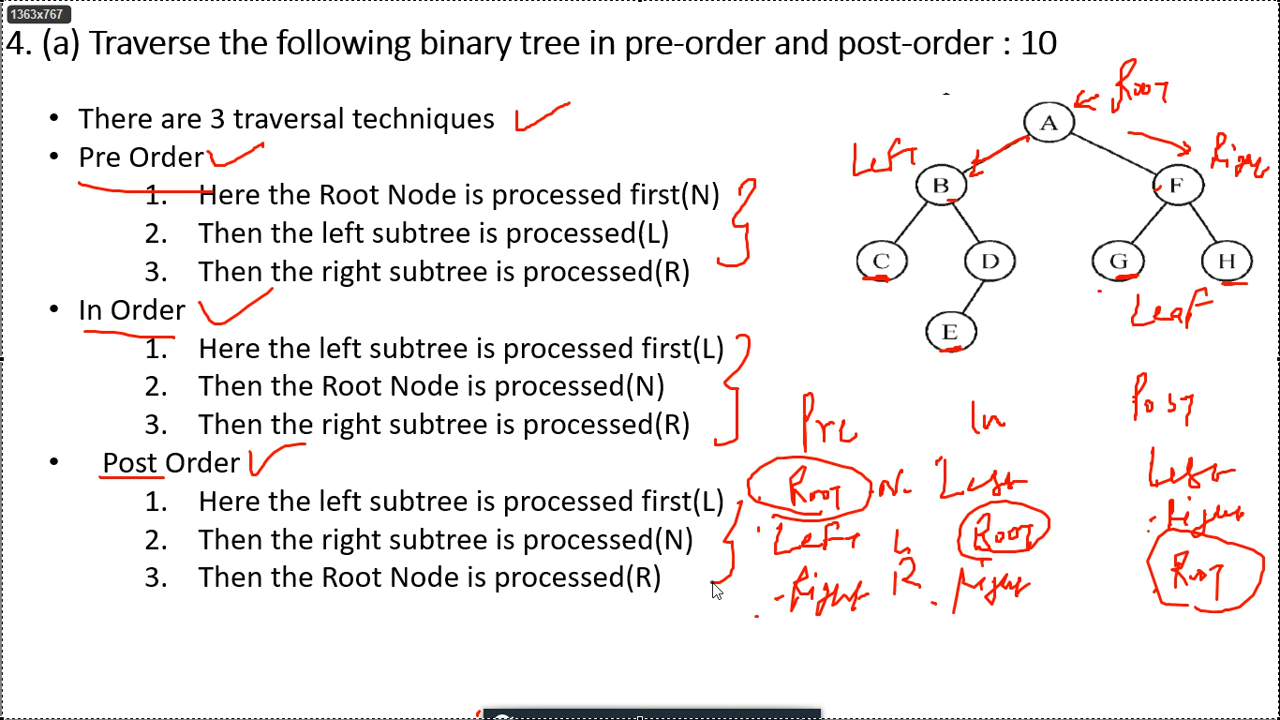 1363x767
4. (a) Traverse the following binary tree in pre-order and post-order : 10
• There are 3 traversal techniques
• Pre Order
1. Here the Root Node is processed first(N)
2. Then the left subtree is processed(L)
3. Then the right subtree is processed(R)
• In Order
1. Here the left subtree is processed first(L)
2. Then the Root Node is processed(N)
3. Then the right subtree is processed(R)
• Post Order
1. Here the left subtree is processed first(L)
2. Then the right subtree is processed(N)
3. Then the Root Node is processed(R)
Root
A
Left
Right
B
F
C
D
G
H
Leaf
E
Pre
In
Post
Root N
Left
Left
Left L
Root
Right
Right R
Right
Root